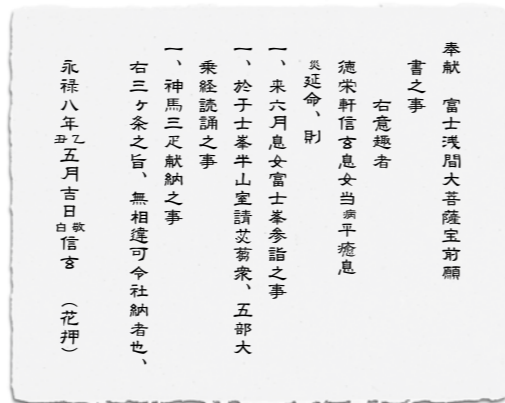 奉献　富士浅間大菩薩宝前願
書之事
右意趣者
徳栄軒信玄息女当病平癒息
災延命、則
一、来六月息女富士峯参詣之事
一、於于士峯半山室請苾蒭衆、五部大
乗経読誦之事
一、神馬三疋献納之事
右三ヶ条之旨、無相違可令社納者也、
永禄八年乙丑五月吉日敬白信玄　（花押）